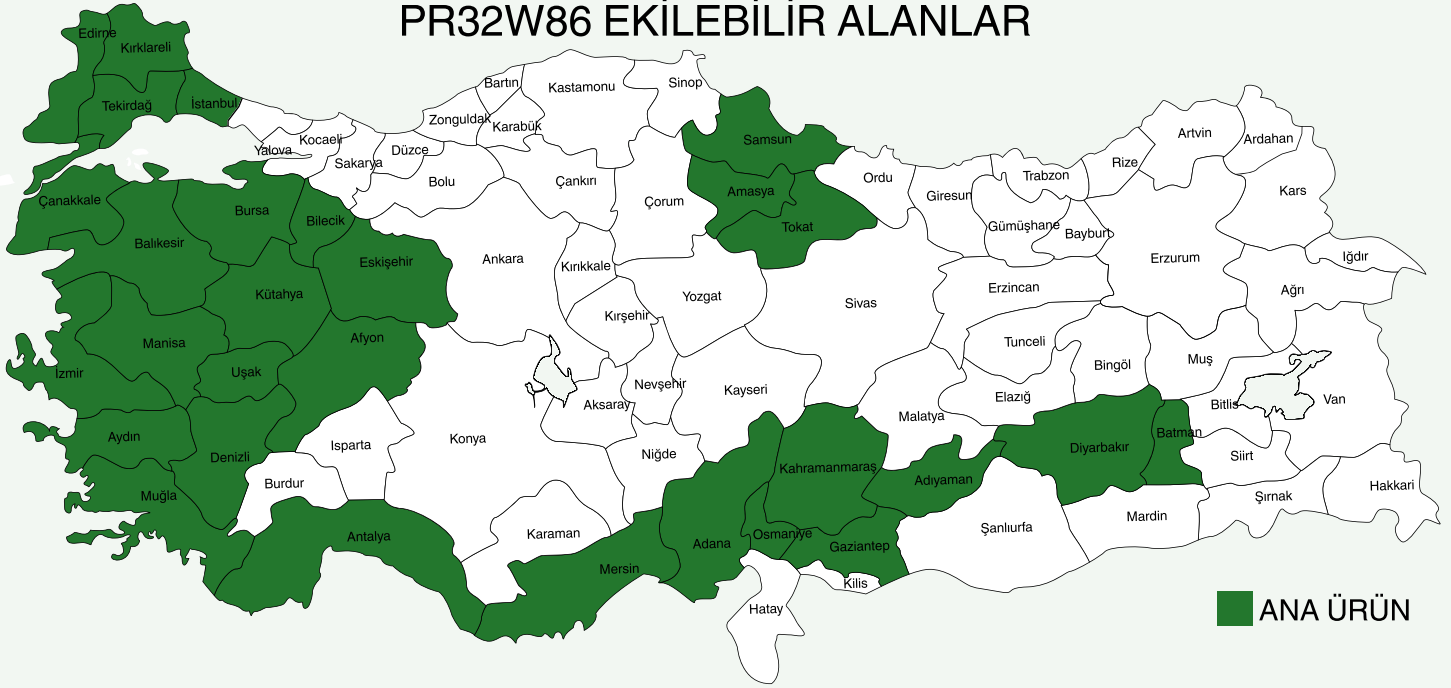 PR32W86 EKİLEBİLİR ALANLAR
Edirne
Kırklareli
Tekirdağ
İstanbul
Yalova
Kocaeli
Sakarya
Düzce
Bolu
Zonguldak
Bartın
Karabük
Kastamonu
Sinop
Çankırı
Çorum
Samsun
Amasya
Tokat
Ordu
Giresun
Trabzon
Gümüşhane
Bayburt
Rize
Artvin
Ardahan
Kars
Iğdır
Ağrı
Erzurum
Erzincan
Çanakkale
Balıkesir
Bursa
Bilecik
Eskişehir
Kütahya
Ankara
Kırıkkale
Kırşehir
Yozgat
Sivas
Tunceli
Bingöl
Muş
Bitlis
Van
Manisa
İzmir
Uşak
Afyon
Aydın
Denizli
Muğla
Burdur
Isparta
Antalya
Konya
Aksaray
Nevşehir
Niğde
Kayseri
Karaman
Mersin
Adana
Osmaniye
Kahramanmaraş
Malatya
Elazığ
Adıyaman
Gaziantep
Kilis
Hatay
Şanlıurfa
Diyarbakır
Batman
Mardin
Siirt
Şırnak
Hakkari
ANA ÜRÜN